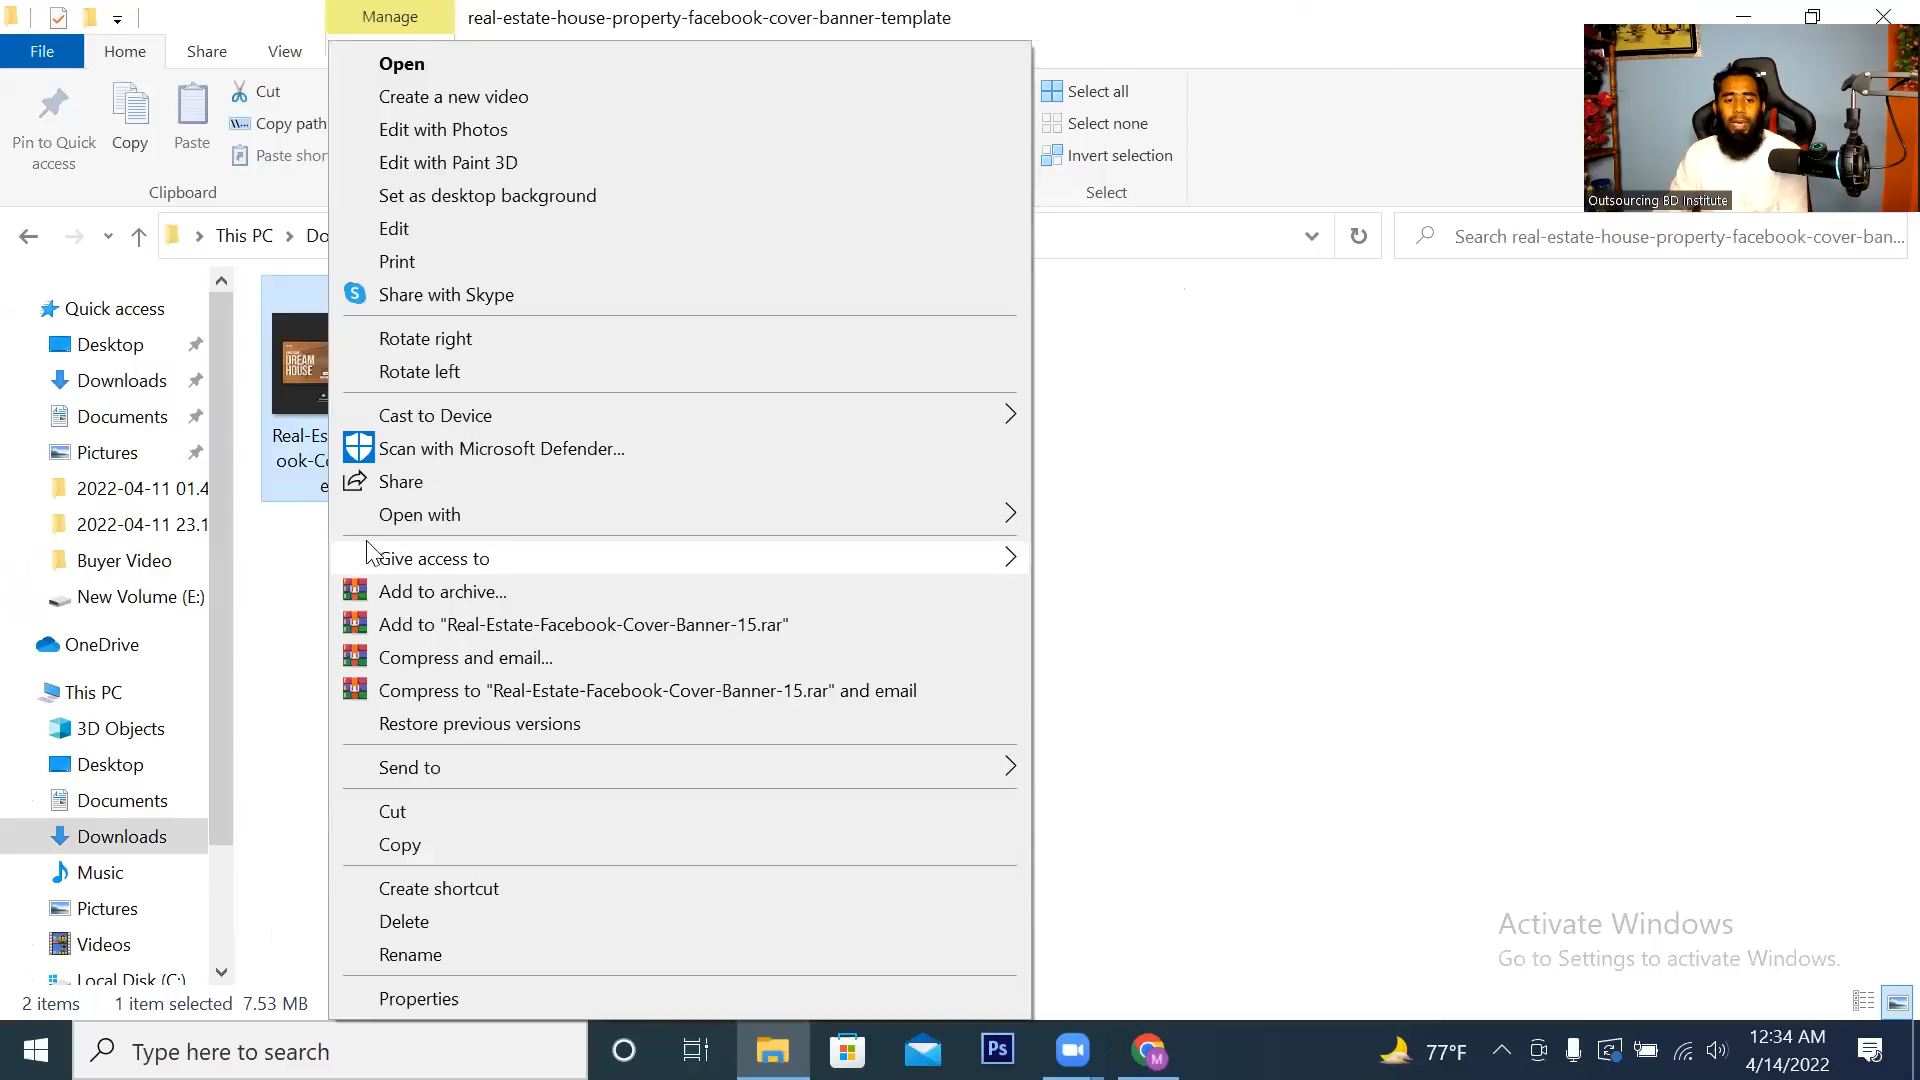 Manage
real-estate-house-property-facebook-cover-banner-template
File
Home
Share
View
Pin to Quick
access
Copy
Paste
Cut
Copy path
Clipboard
Select all
Select none
Invert selection
Select
Outsourcing BD Institute
This PC
Search real-estate-house-property-facebook-cover-ban...
Quick access
Desktop
Downloads
Documents
Pictures
2022-04-11 01.4
2022-04-11 23.1
Buyer Video
New Volume (E:)
OneDrive
This PC
3D Objects
Desktop
Documents
Downloads
Music
Pictures
Videos
Local Disk (C:)
DREAM
HOUSE
Real-Es
ook-Co
e
Open
Create a new video
Edit with Photos
Edit with Paint 3D
Set as desktop background
Edit
Print
S Share with Skype
Rotate right
Rotate left
Cast to Device
Scan with Microsoft Defender...
Share
Open with
Give access to
Add to archive...
Add to "Real-Estate-Facebook-Cover-Banner-15.rar"
Compress and email...
Compress to "Real-Estate-Facebook-Cover-Banner-15.rar" and email
Restore previous versions
Send to
Cut
Copy
Create shortcut
Delete
Rename
Properties
Activate Windows
Go to Settings to activate Windows.
2 items 1 item selected 7.53 MB
Type here to search
Ps
M
77°F
12:34 AM
4/14/2022